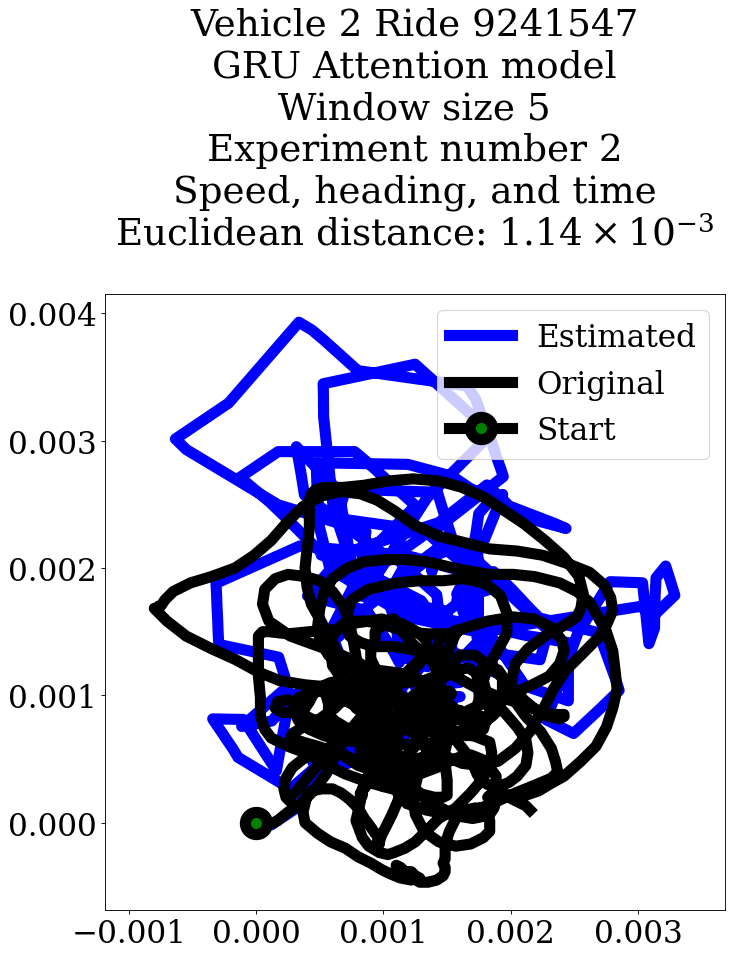 Vehicle 2 Ride 9241547
GRU Attention model
Window size 5
Experiment number 2
Speed, heading, and time
Euclidean distance: 1.14 × 10⁻³
Estimated
Original
Start
0.004
0.003
0.002
0.001
0.000
−0.001 0.000 0.001 0.002 0.003